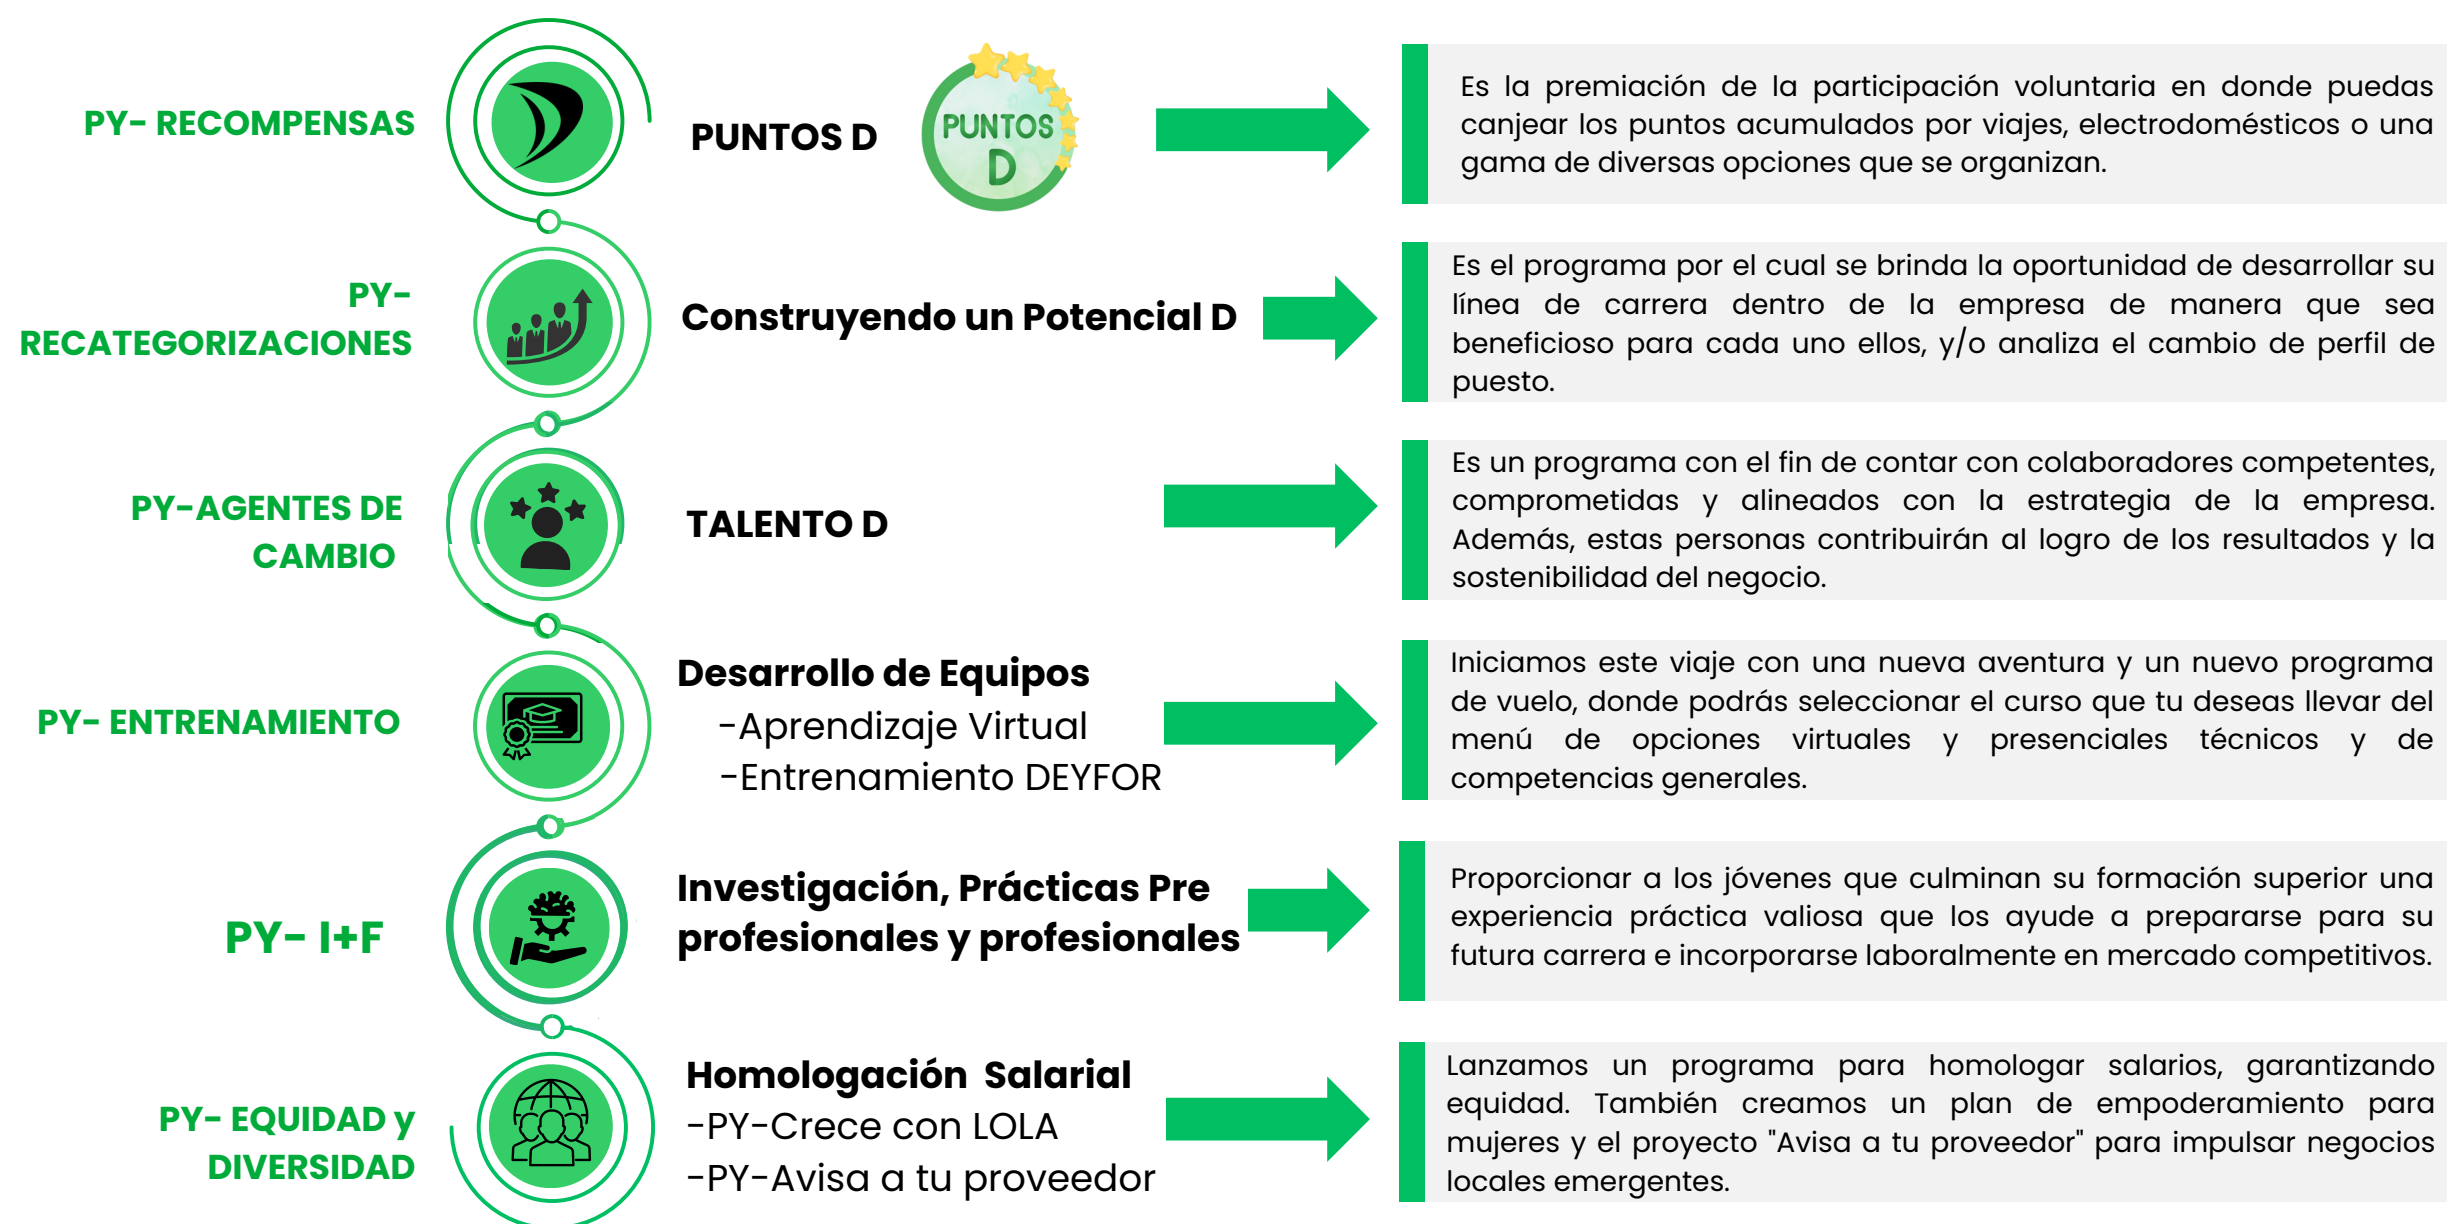 PY- RECOMPENSAS
PUNTOS D
PUNTOS
D
Es la premiación de la participación voluntaria en donde puedas
canjear los puntos acumulados por viajes, electrodomésticos o una
gama de diversas opciones que se organizan.
PY-
RECATEGORIZACIONES
Construyendo un Potencial D
Es el programa por el cual se brinda la oportunidad de desarrollar su
línea de carrera dentro de la empresa de manera que sea
beneficioso para cada uno ellos, y/o analiza el cambio de perfil de
puesto.
PY-AGENTES DE
CAMBIO
TALENTO D
Es un programa con el fin de contar con colaboradores competentes,
comprometidas y alineados con la estrategia de la empresa.
Además, estas personas contribuirán al logro de los resultados y la
sostenibilidad del negocio.
PY- ENTRENAMIENTO
Desarrollo de Equipos
-Aprendizaje Virtual
-Entrenamiento DEYFOR
Iniciamos este viaje con una nueva aventura y un nuevo programa
de vuelo, donde podrás seleccionar el curso que tu deseas llevar del
menú de opciones virtuales y presenciales técnicos y de
competencias generales.
PY- I+F
Investigación, Prácticas Pre
profesionales y profesionales
Proporcionar a los jóvenes que culminan su formación superior una
experiencia práctica valiosa que los ayude a prepararse para su
futura carrera e incorporarse laboralmente en mercado competitivos.
PY- EQUIDAD y
DIVERSIDAD
Homologación Salarial
-PY-Crece con LOLA
-PY-Avisa a tu proveedor
Lanzamos un programa para homologar salarios, garantizando
equidad. También creamos un plan de empoderamiento para
mujeres y el proyecto "Avisa a tu proveedor" para impulsar negocios
locales emergentes.